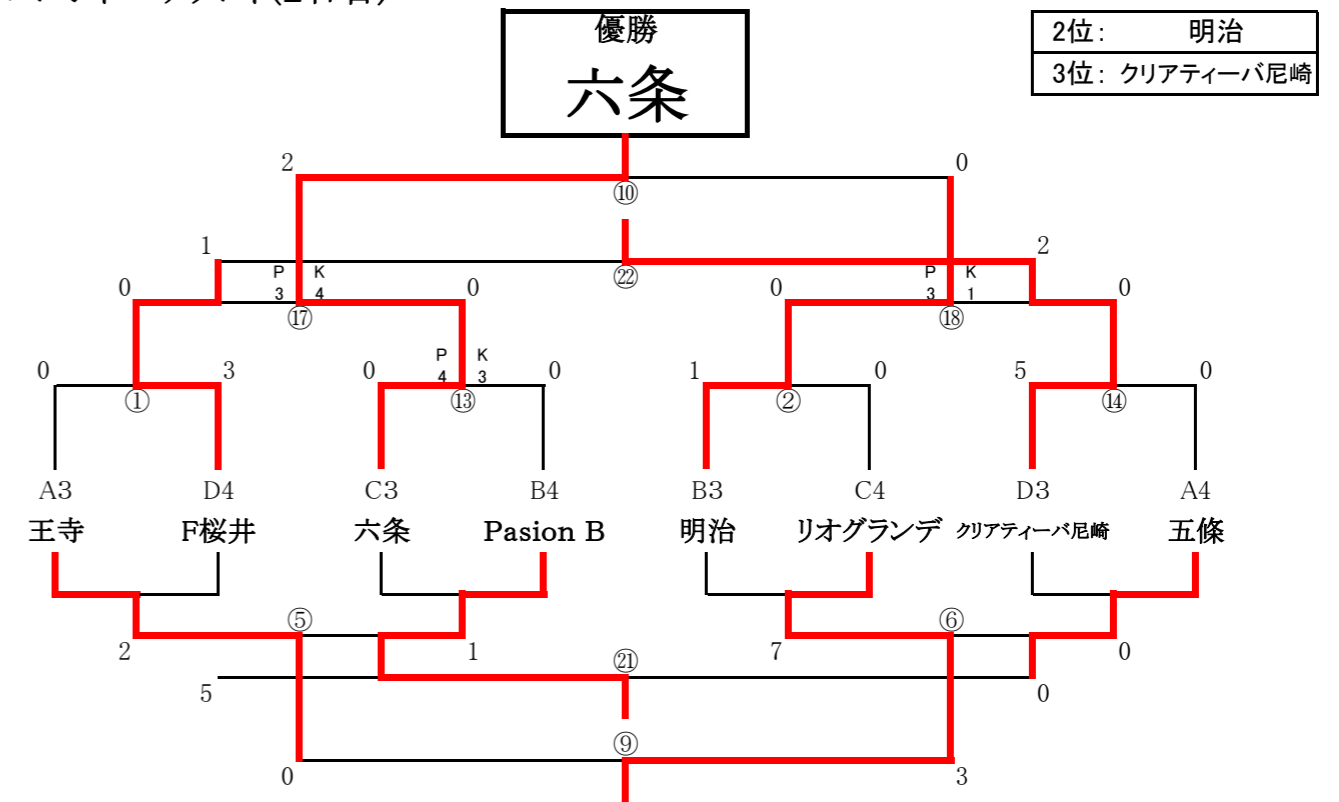 優勝
六条
2位: 明治
3位: クリアティーバ尼崎
2 0
⑩
1 2
P K P K
㉒
0 3 4 0 0 3 1 0
⑰ ⑱
P K
0 3 0 4 3 0 1 0 5 0
① ⑬ ② ⑭
A3 D4 C3 B4 B3 C4 D3 A4
王寺 F桜井 六条 Pasion B 明治 リオグランデ クリアティーバ尼崎 五條
⑤ ⑥
2 1 7 0
㉑
5 0
⑨
0 3